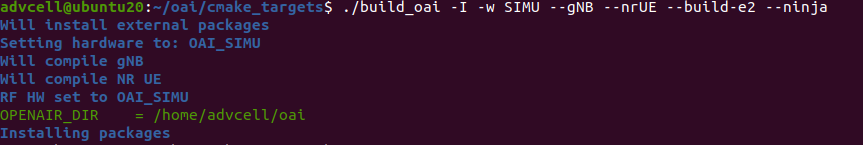 advcell@ubuntu20:~/oai/cmake_targets$ ./build_oai -I -w SIMU --gNB --nrUE --build-e2 --ninja
Will install external packages
Setting hardware to: OAI_SIMU
Will compile gNB
Will compile NR UE
RF HW set to OAI_SIMU
OPENAIR_DIR    = /home/advcell/oai
Installing packages